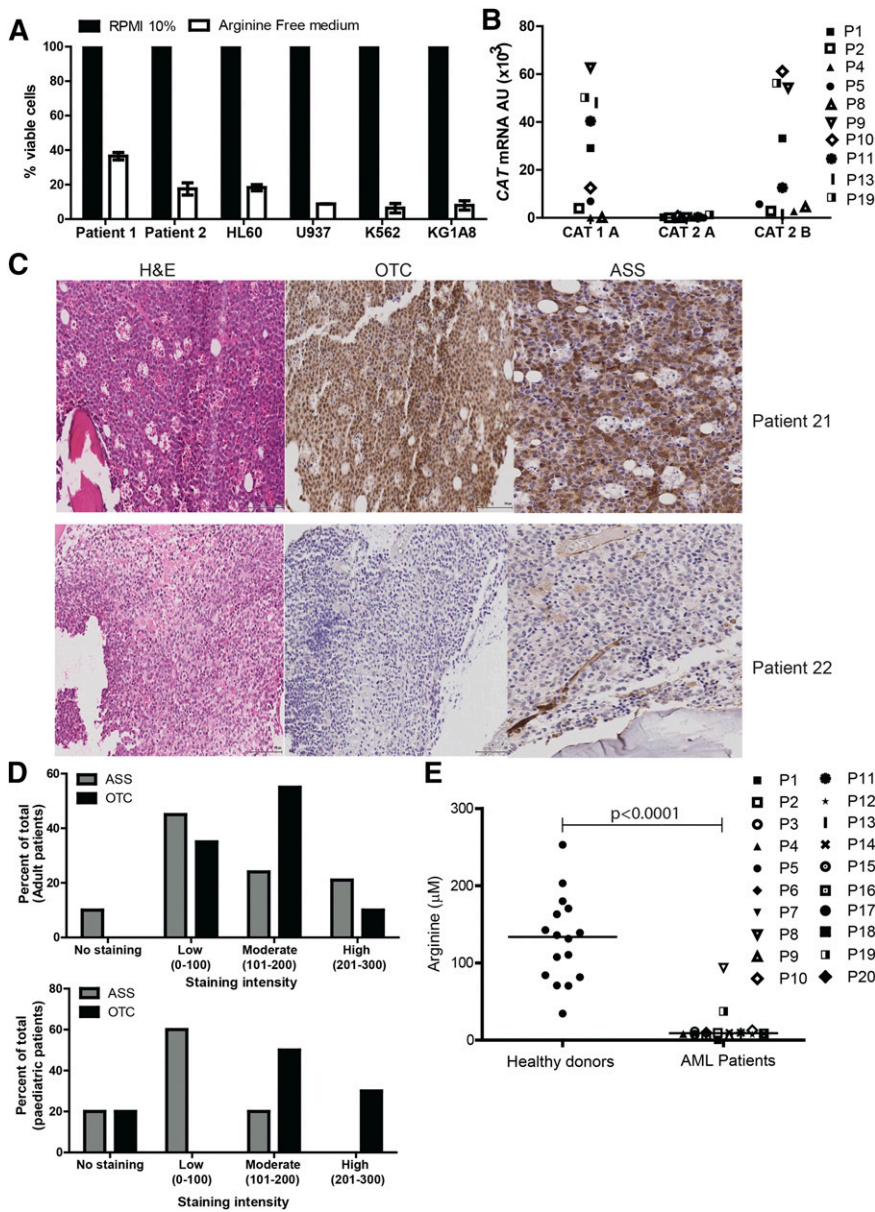 A
RPMI 10%
Arginine Free medium
% viable cells
100
80
60
40
20
0
Patient 1
Patient 2
HL60
U937
K562
KG1A8
B
CAT mRNA AU (x10³)
80
60
40
20
0
CAT 1 A
CAT 2 A
CAT 2 B
P1
P2
P4
P5
P8
P9
P10
P11
P13
P19
C
H&E
OTC
ASS
Patient 21
Patient 22
D
ASS
OTC
Percent of total
(Adult patients)
60
40
20
0
No staining
Low
(0-100)
Moderate
(101-200)
High
(201-300)
Staining intensity
ASS
OTC
Percent of total
(paediatric patients)
80
60
40
20
0
No staining
Low
(0-100)
Moderate
(101-200)
High
(201-300)
Staining intensity
E
p<0.0001
Arginine (μM)
300
200
100
0
Healthy donors
AML Patients
P1
P2
P3
P4
P5
P6
P7
P8
P9
P10
P11
P12
P13
P14
P15
P16
P17
P18
P19
P20